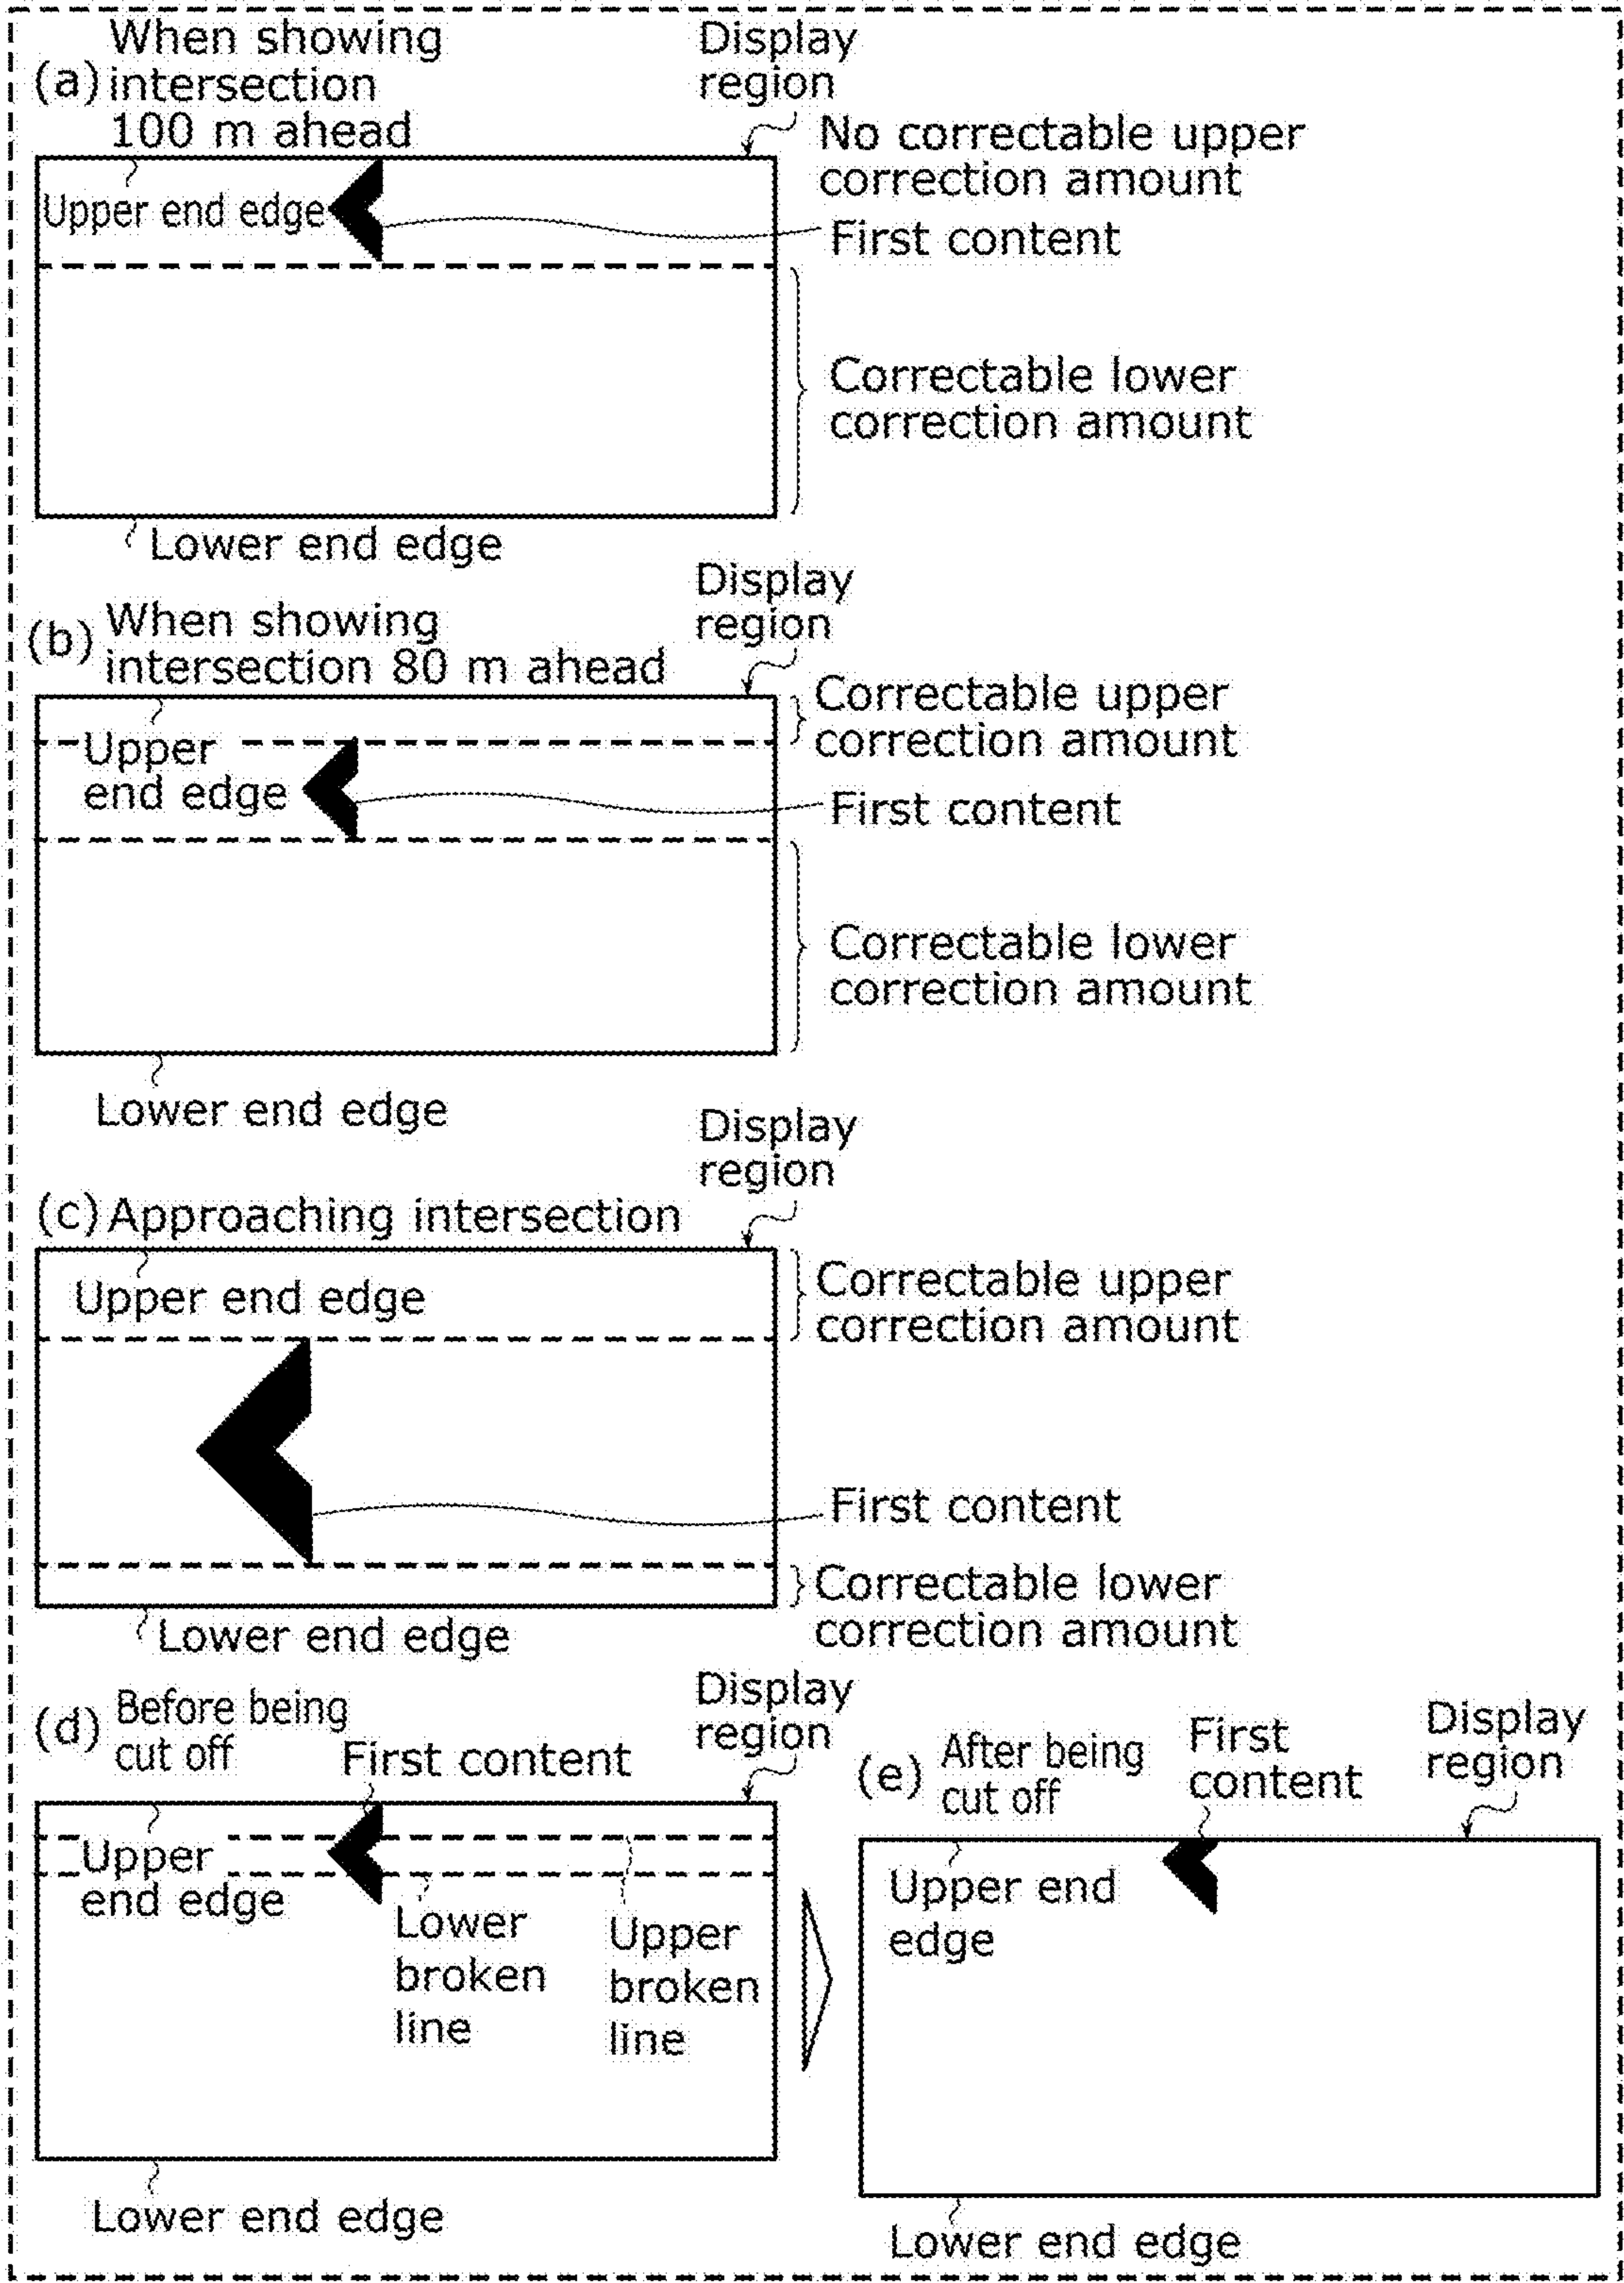 (a) When showing
intersection
100 m ahead
Display
region
No correctable upper
correction amount
Upper end edge
First content
Correctable lower
correction amount
Lower end edge
(b) When showing
intersection 80 m ahead
Display
region
Correctable upper
correction amount
Upper
end edge
First content
Correctable lower
correction amount
Lower end edge
(c) Approaching intersection
Display
region
Upper end edge
Correctable upper
correction amount
First content
Correctable lower
correction amount
Lower end edge
(d) Before being
cut off
First content
Display
region
Upper
end edge
Lower
broken
line
Upper
broken
line
Lower end edge
(e) After being
cut off
First
content
Display
region
Upper end
edge
Lower end edge